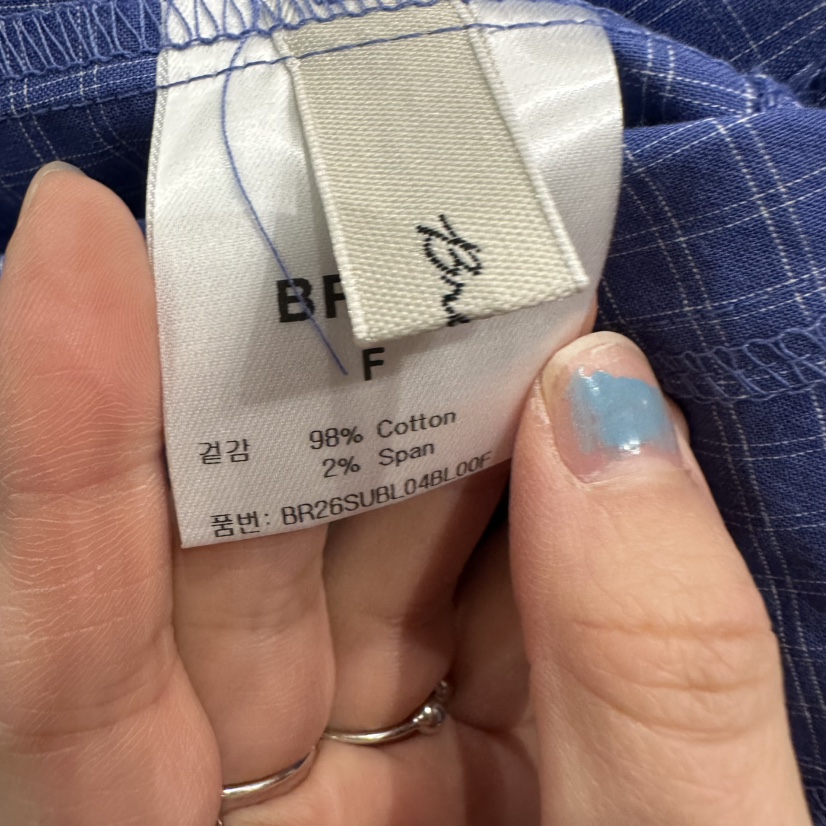 F
겉감 98% Cotton
2% Span
품번: BR26SUBL04BL00F